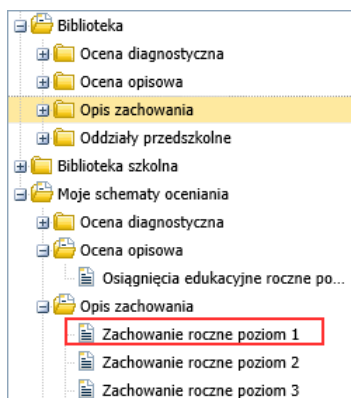 Biblioteka
Ocena diagnostyczna
Ocena opisowa
Opis zachowania
Oddziały przedszkolne
Biblioteka szkolna
Moje schematy oceniania
Ocena diagnostyczna
Ocena opisowa
Osiągnięcia edukacyjne roczne po...
Opis zachowania
Zachowanie roczne poziom 1
Zachowanie roczne poziom 2
Zachowanie roczne poziom 3